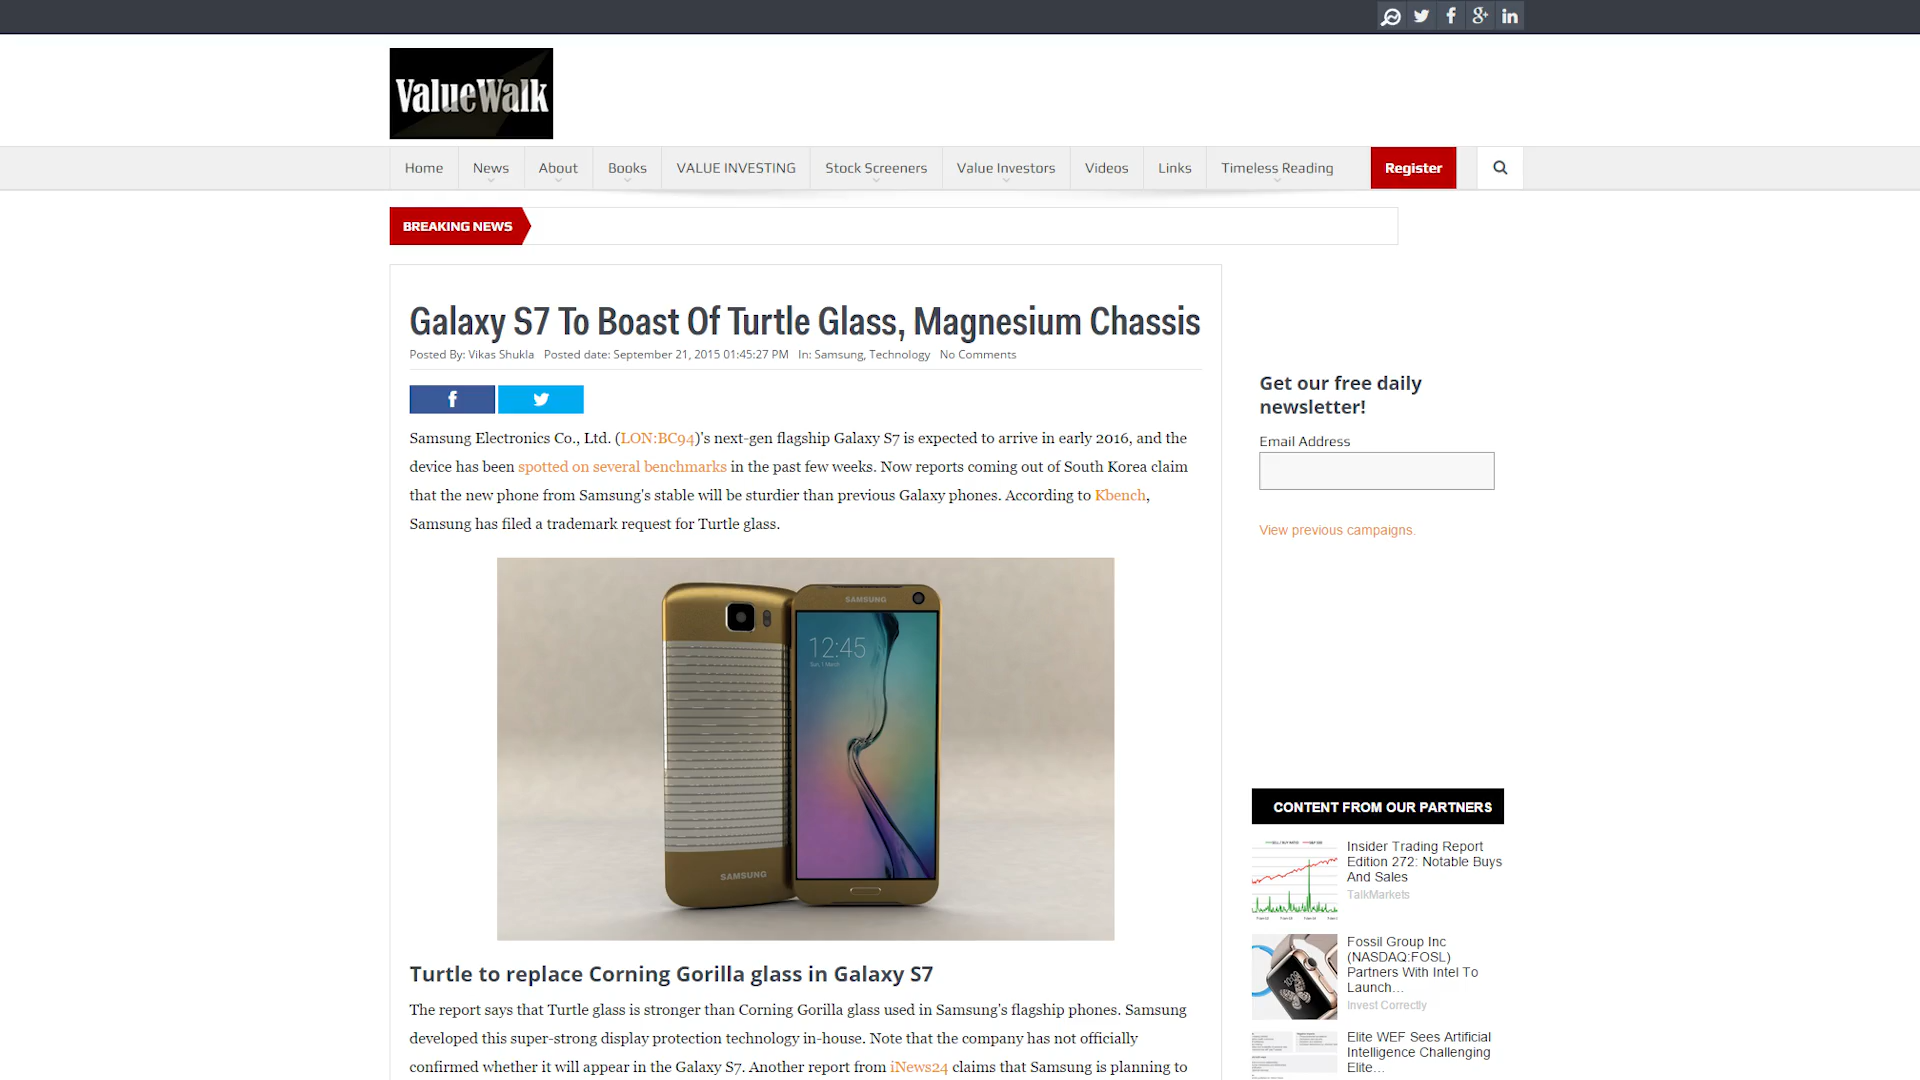 ValueWalk
Home News About Books VALUE INVESTING Stock Screeners Value Investors Videos Links Timeless Reading Register
BREAKING NEWS
Galaxy S7 To Boast Of Turtle Glass, Magnesium Chassis
Posted By: Vikas Shukla Posted date: September 21, 2015 01:45:27 PM In: Samsung, Technology No Comments
Samsung Electronics Co., Ltd. (LON:BC94)'s next-gen flagship Galaxy S7 is expected to arrive in early 2016, and the
device has been spotted on several benchmarks in the past few weeks. Now reports coming out of South Korea claim
that the new phone from Samsung's stable will be sturdier than previous Galaxy phones. According to Kbench,
Samsung has filed a trademark request for Turtle glass.
SAMSUNG
12:45
Sun, 1 March
SAMSUNG
Turtle to replace Corning Gorilla glass in Galaxy S7
The report says that Turtle glass is stronger than Corning Gorilla glass used in Samsung's flagship phones. Samsung
developed this super-strong display protection technology in-house. Note that the company has not officially
confirmed whether it will appear in the Galaxy S7. Another report from iNews24 claims that Samsung is planning to
Get our free daily
newsletter!
Email Address
View previous campaigns.
CONTENT FROM OUR PARTNERS
Insider Trading Report
Edition 272: Notable Buys
And Sales
TalkMarkets
Fossil Group Inc
(NASDAQ:FOSL)
Partners With Intel To
Launch...
Invest Correctly
Elite WEF Sees Artificial
Intelligence Challenging
Elite...